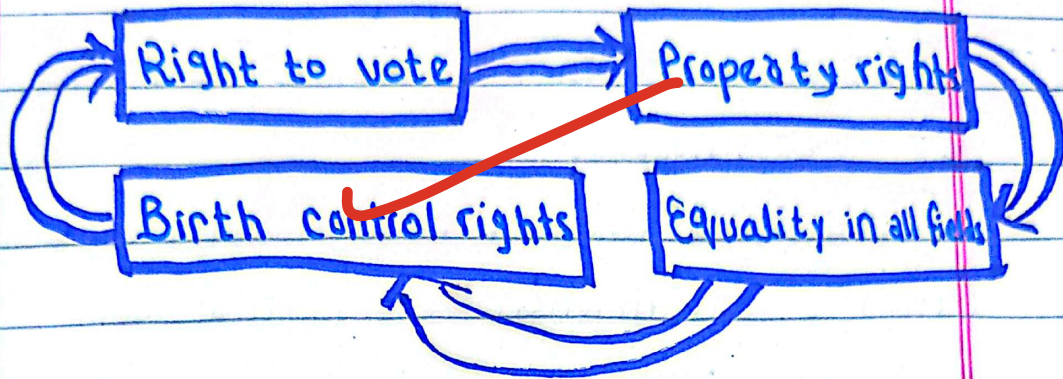 Right to vote
Property rights
Birth control rights
Equality in all fields